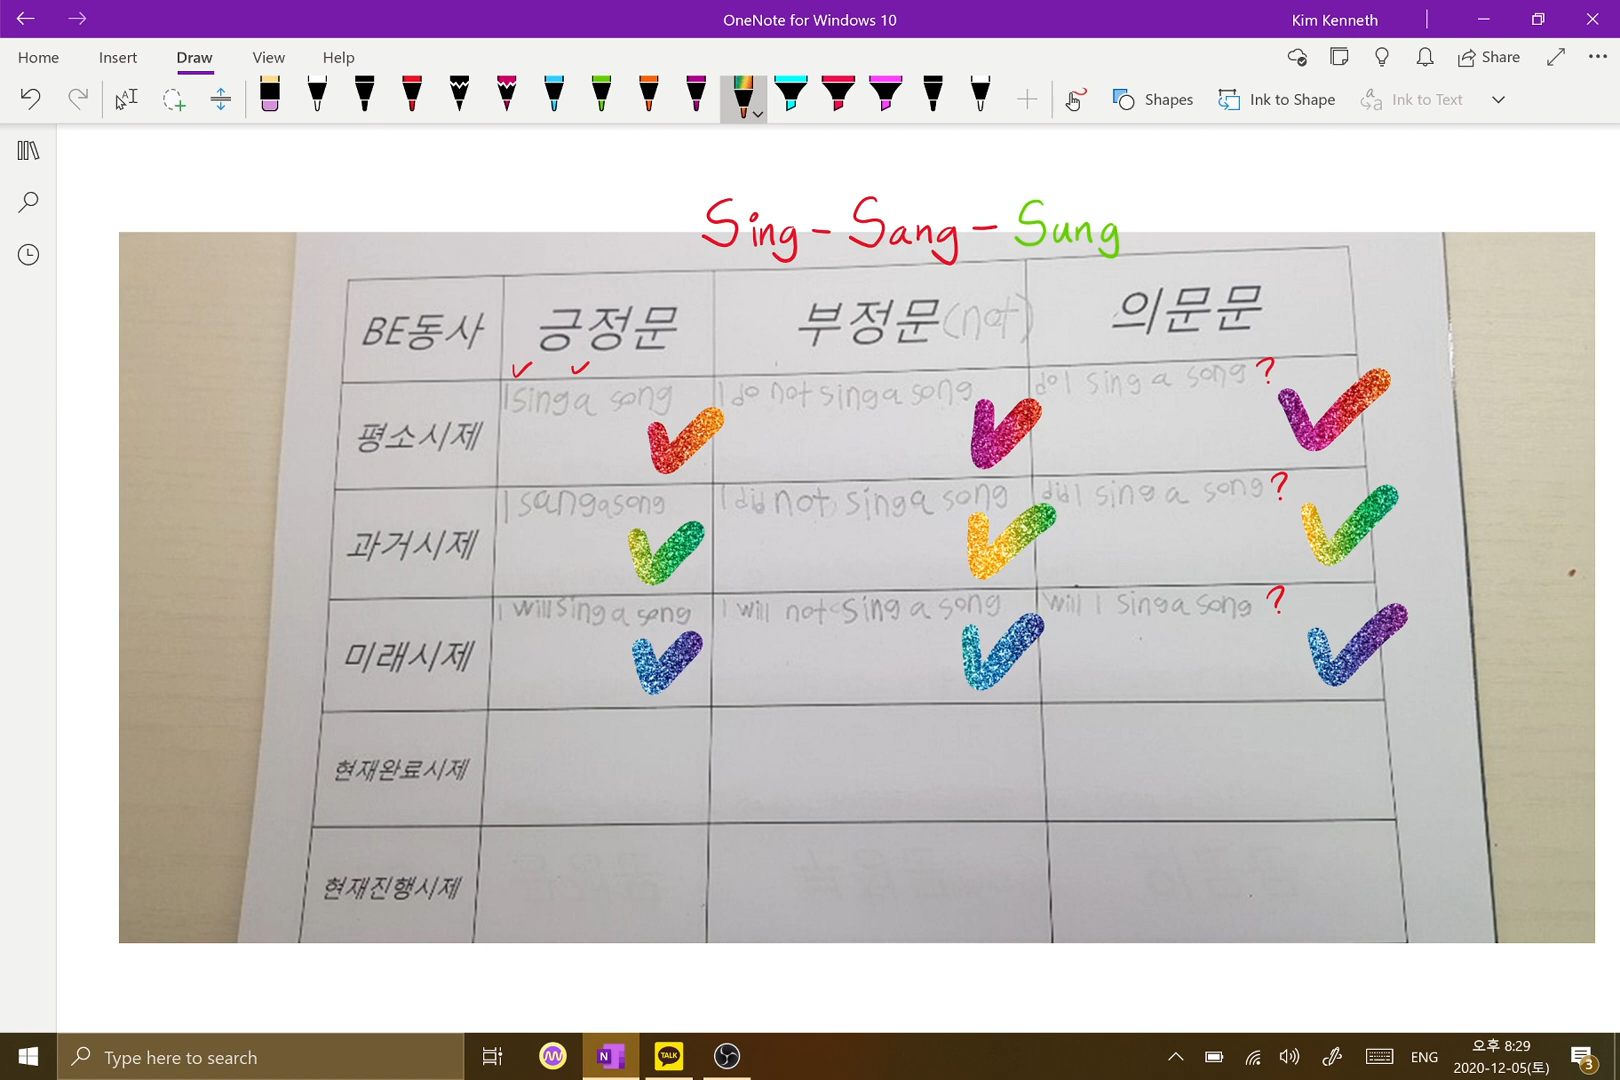 OneNote for Windows 10
Kim Kenneth
Home Insert Draw View Help
Share
Shapes
Ink to Shape
Ink to Text
Sing - Sang - Sung
BE동사 긍정문 부정문(not) 의문문
평소시제 I sing a song I do not sing a song do I sing a song ?
과거시제 I sang a song I did not sing a song did I sing a song ?
미래시제 I will sing a song I will not sing a song will I sing a song ?
현재완료시제
현재진행시제
Type here to search
N
TALK
ENG
오후 8:29
2020-12-05(토)
3